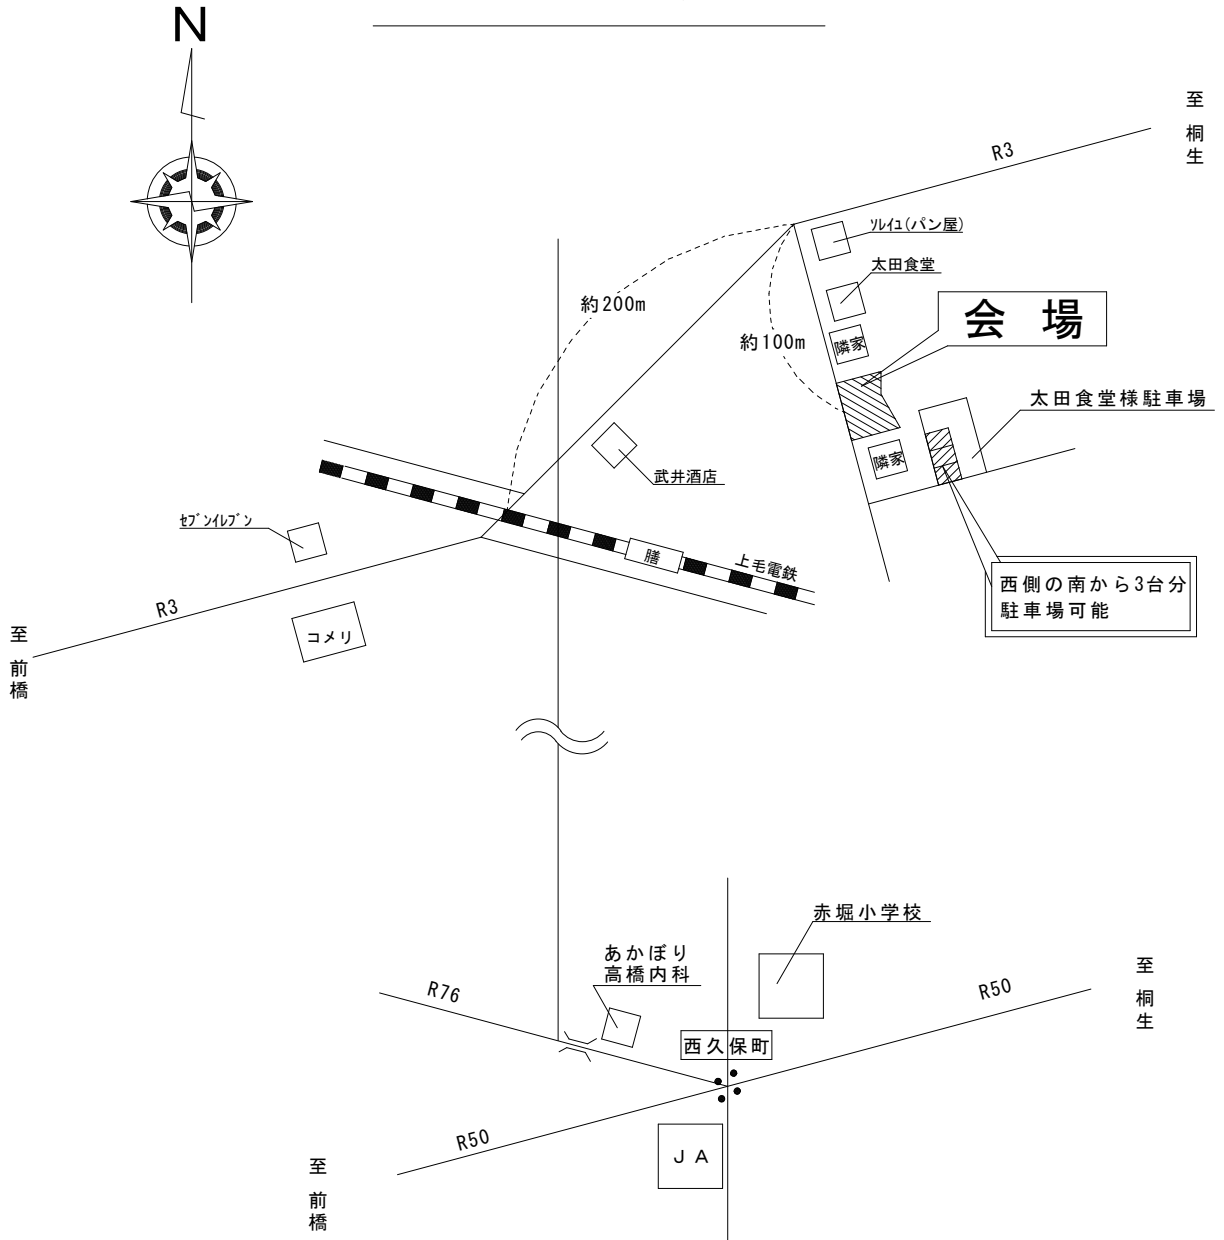 N
至 桐生
R3
ｿﾚｲﾕ(パン屋)
太田食堂
約200m
会 場
約100m
隣家
太田食堂様駐車場
隣家
武井酒店
ｾﾌﾞﾝｲﾚﾌﾞﾝ
膳
上毛電鉄
西側の南から3台分
駐車場可能
R3
コメリ
至 前橋
赤堀小学校
あかぼり
高橋内科
至 桐生
R76
R50
西久保町
R50
JA
至 前橋